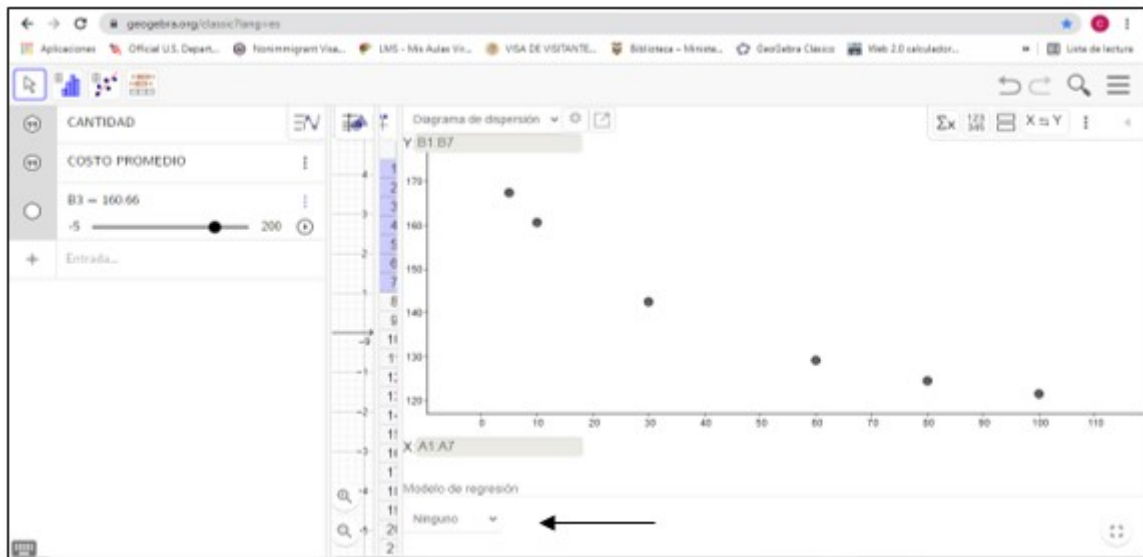 geogebra.org/classic?lang=es
Aplicaciones Official U.S. Depart... Nonimmigrant Visa... LMS - Mis Aulas Vir... VISA DE VISITANTE... Biblioteca - Ministe... GeoGebra Clásico Web 2.0 calculador... Lista de lectura
CANTIDAD
COSTO PROMEDIO
B3 = 160.66
-5 200
Entrada...
Diagrama de dispersión
Σx 123 X ⇆ Y
Y B1:B7
170
160
150
140
130
120
0 10 20 30 40 50 60 70 80 90 100 110
X A1:A7
Modelo de regresión
Ninguno